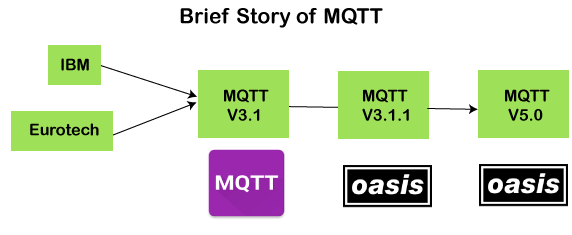 Brief Story of MQTT
IBM
Eurotech
MQTT
V3.1
MQTT
V3.1.1
MQTT
V5.0
MQTT
oasis
oasis